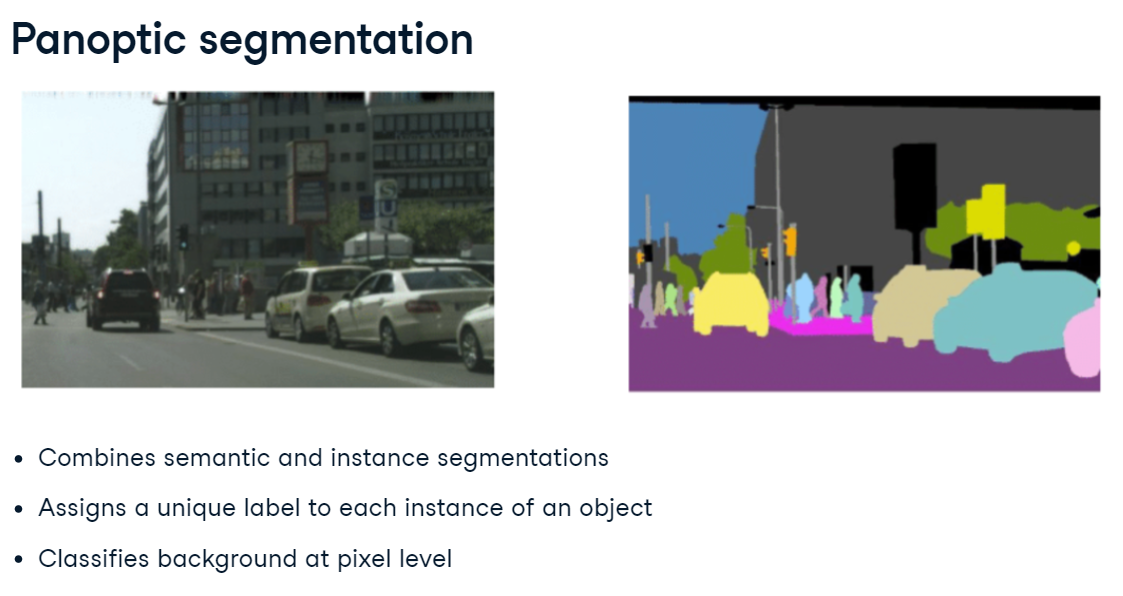 Panoptic segmentation
S
U
• Combines semantic and instance segmentations
• Assigns a unique label to each instance of an object
• Classifies background at pixel level